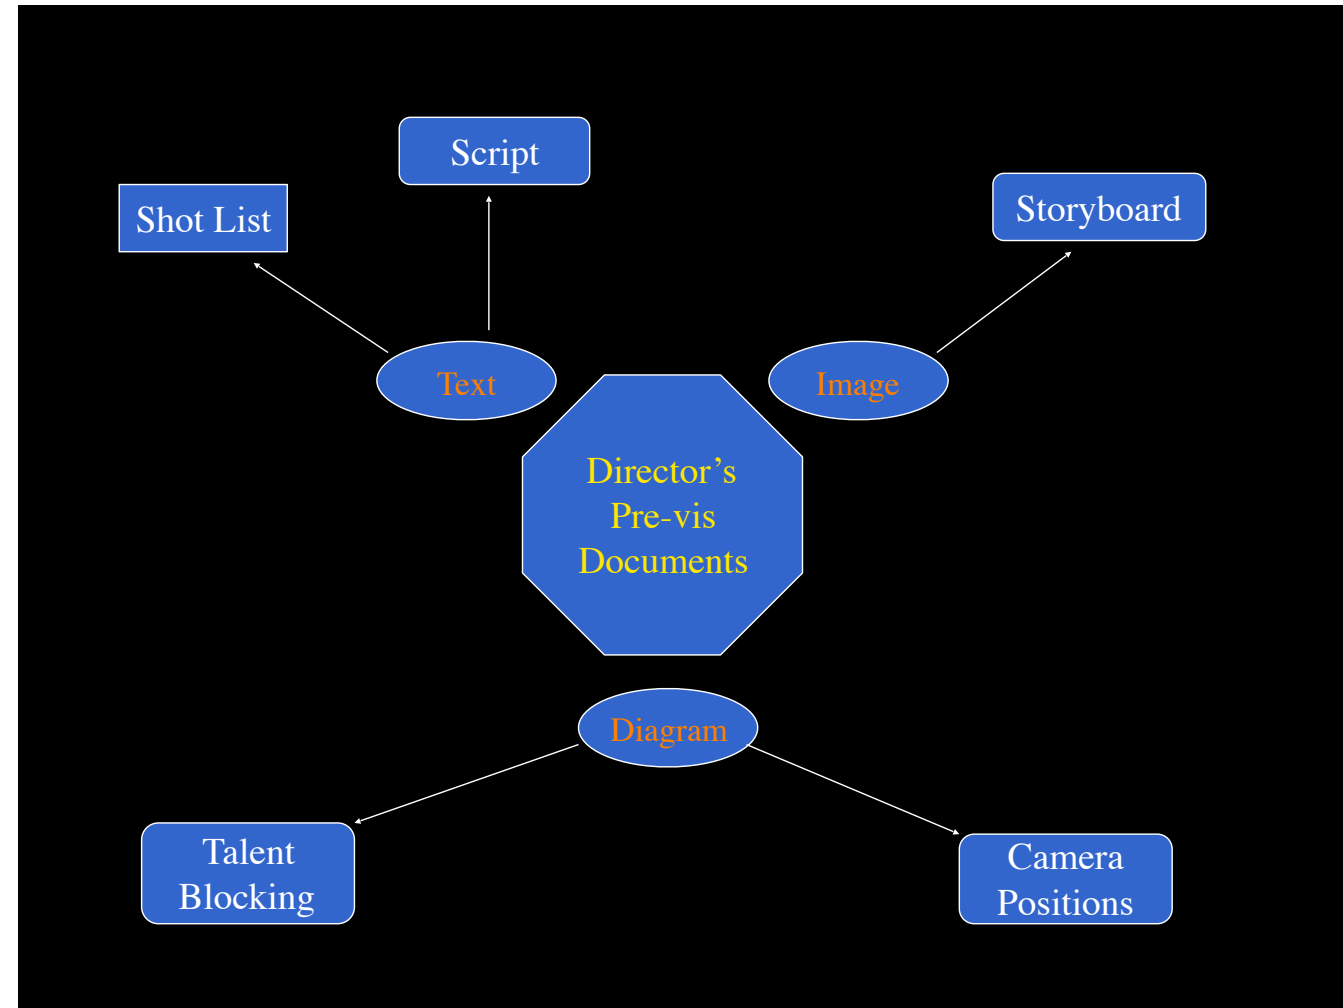 Script
Shot List
Storyboard
Text
Image
Director’s
Pre-vis
Documents
Diagram
Talent
Blocking
Camera
Positions